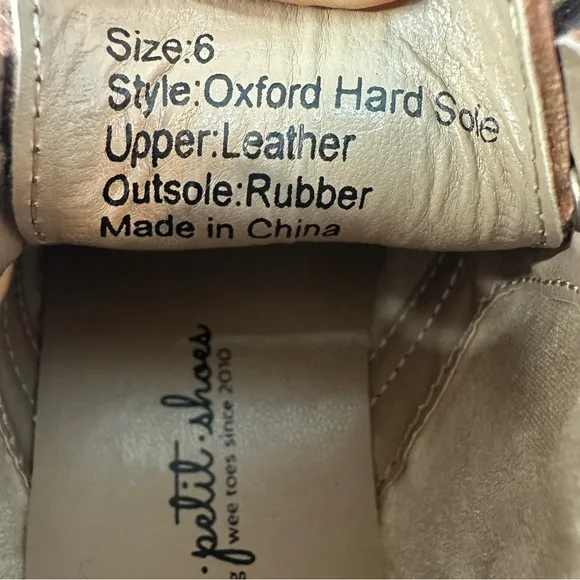 Size:6
Style:Oxford Hard Sole
Upper:Leather
Outsole:Rubber
Made in China
petit·shoes
wee toes since 2010